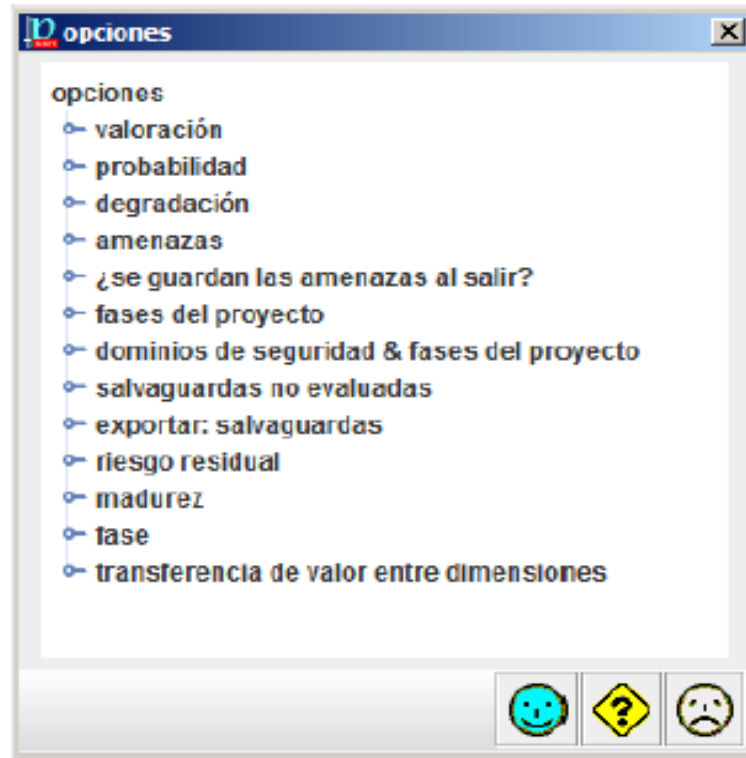 opciones
opciones
valoración
probabilidad
degradación
amenazas
¿se guardan las amenazas al salir?
fases del proyecto
dominios de seguridad & fases del proyecto
salvaguardas no evaluadas
exportar: salvaguardas
riesgo residual
madurez
fase
transferencia de valor entre dimensiones